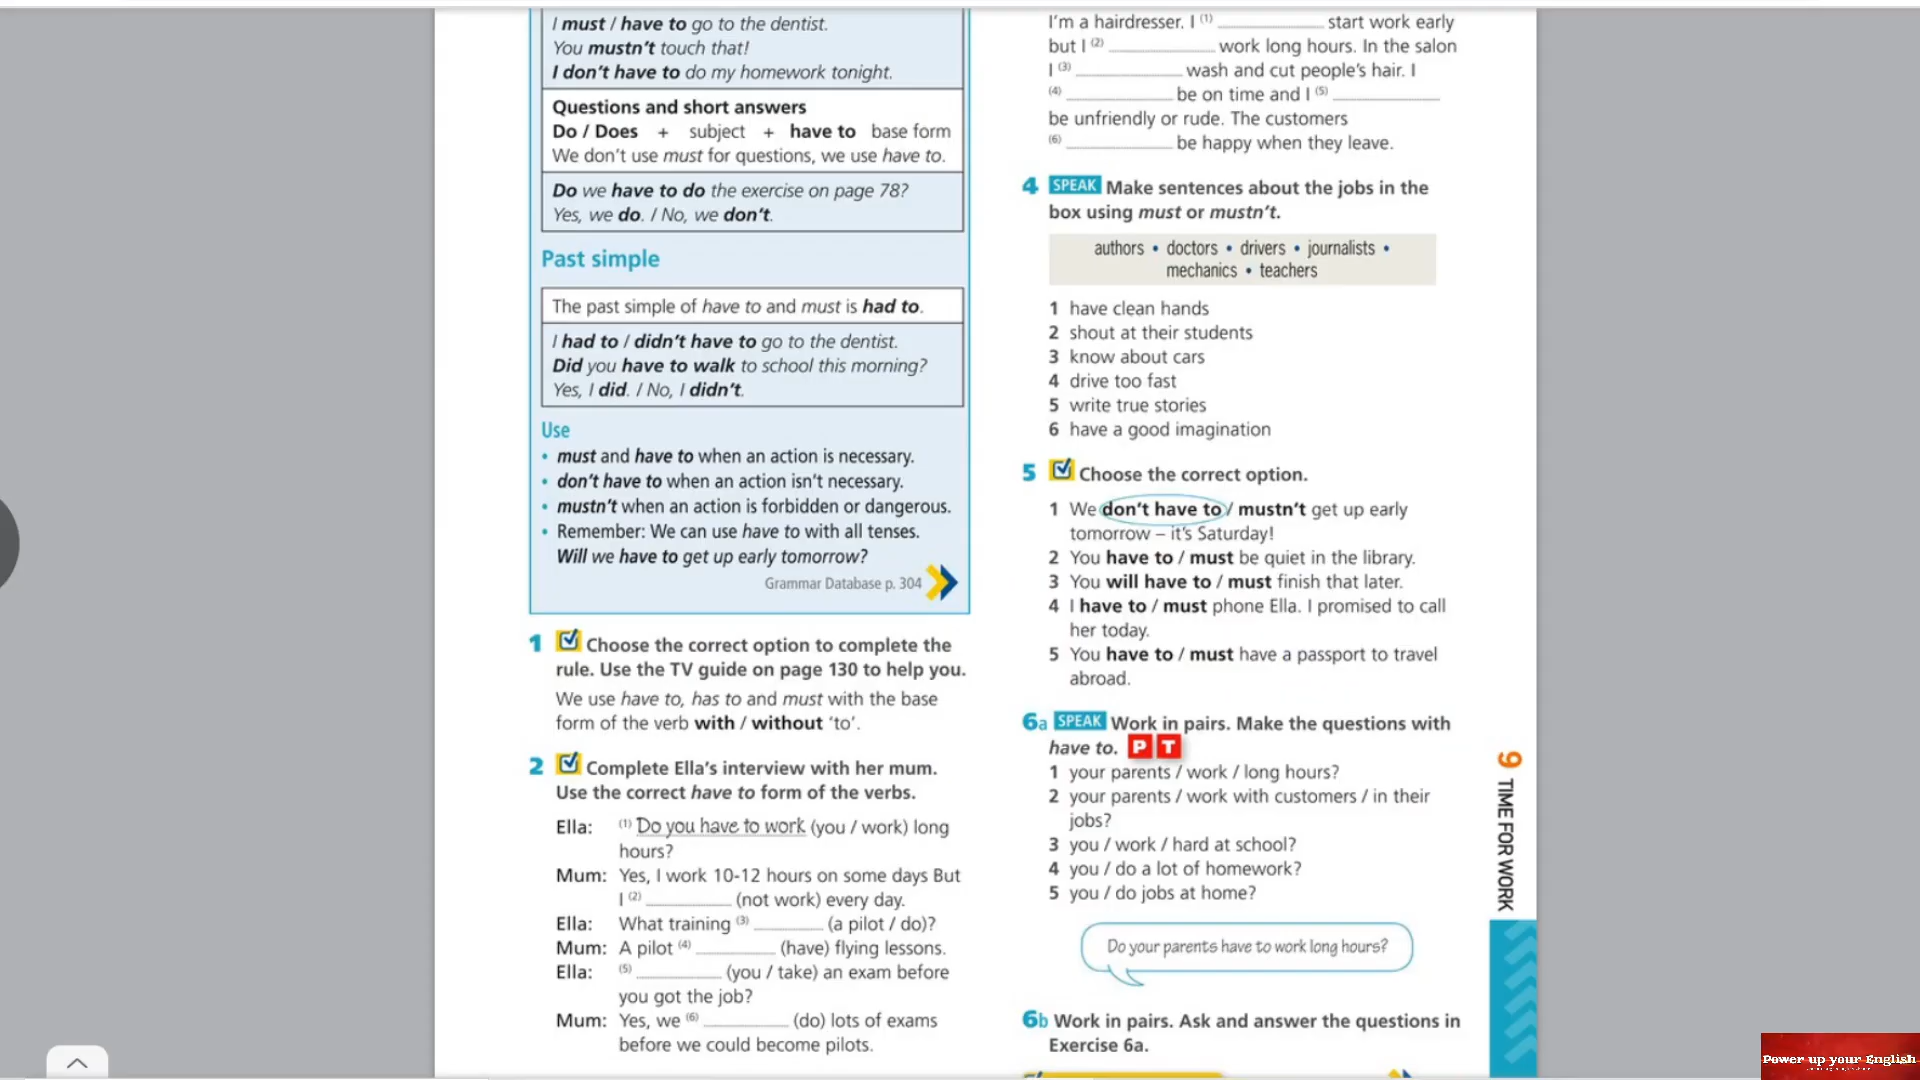 I must / have to go to the dentist.
You mustn't touch that!
I don't have to do my homework tonight.
Questions and short answers
Do / Does + subject + have to base form
We don't use must for questions, we use have to.
Do we have to do the exercise on page 78?
Yes, we do. / No, we don't.
Past simple
The past simple of have to and must is had to.
I had to / didn't have to go to the dentist.
Did you have to walk to school this morning?
Yes, I did. / No, I didn't.
Use
• must and have to when an action is necessary.
• don't have to when an action isn't necessary.
• mustn't when an action is forbidden or dangerous.
• Remember: We can use have to with all tenses.
Will we have to get up early tomorrow?
Grammar Database p. 304
1 Choose the correct option to complete the
rule. Use the TV guide on page 130 to help you.
We use have to, has to and must with the base
form of the verb with / without 'to'.
2 Complete Ella's interview with her mum.
Use the correct have to form of the verbs.
Ella: (1) Do you have to work (you / work) long
hours?
Mum: Yes, I work 10-12 hours on some days But
I (2) ____________ (not work) every day.
Ella: What training (3) __________ (a pilot / do)?
Mum: A pilot (4) ___________ (have) flying lessons.
Ella: (5) ____________ (you / take) an exam before
you got the job?
Mum: Yes, we (6) ____________ (do) lots of exams
before we could become pilots.
I'm a hairdresser. I (1) _______________ start work early
but I (2) _______________ work long hours. In the salon
I (3) _______________ wash and cut people's hair. I
(4) _______________ be on time and I (5) _______________
be unfriendly or rude. The customers
(6) _______________ be happy when they leave.
4 SPEAK Make sentences about the jobs in the
box using must or mustn't.
authors • doctors • drivers • journalists •
mechanics • teachers
1 have clean hands
2 shout at their students
3 know about cars
4 drive too fast
5 write true stories
6 have a good imagination
5 Choose the correct option.
1 We don't have to / mustn't get up early
tomorrow – it's Saturday!
2 You have to / must be quiet in the library.
3 You will have to / must finish that later.
4 I have to / must phone Ella. I promised to call
her today.
5 You have to / must have a passport to travel
abroad.
6a SPEAK Work in pairs. Make the questions with
have to. P T
1 your parents / work / long hours?
2 your parents / work with customers / in their
jobs?
3 you / work / hard at school?
4 you / do a lot of homework?
5 you / do jobs at home?
Do your parents have to work long hours?
6b Work in pairs. Ask and answer the questions in
Exercise 6a.
9 TIME FOR WORK
Power up your English